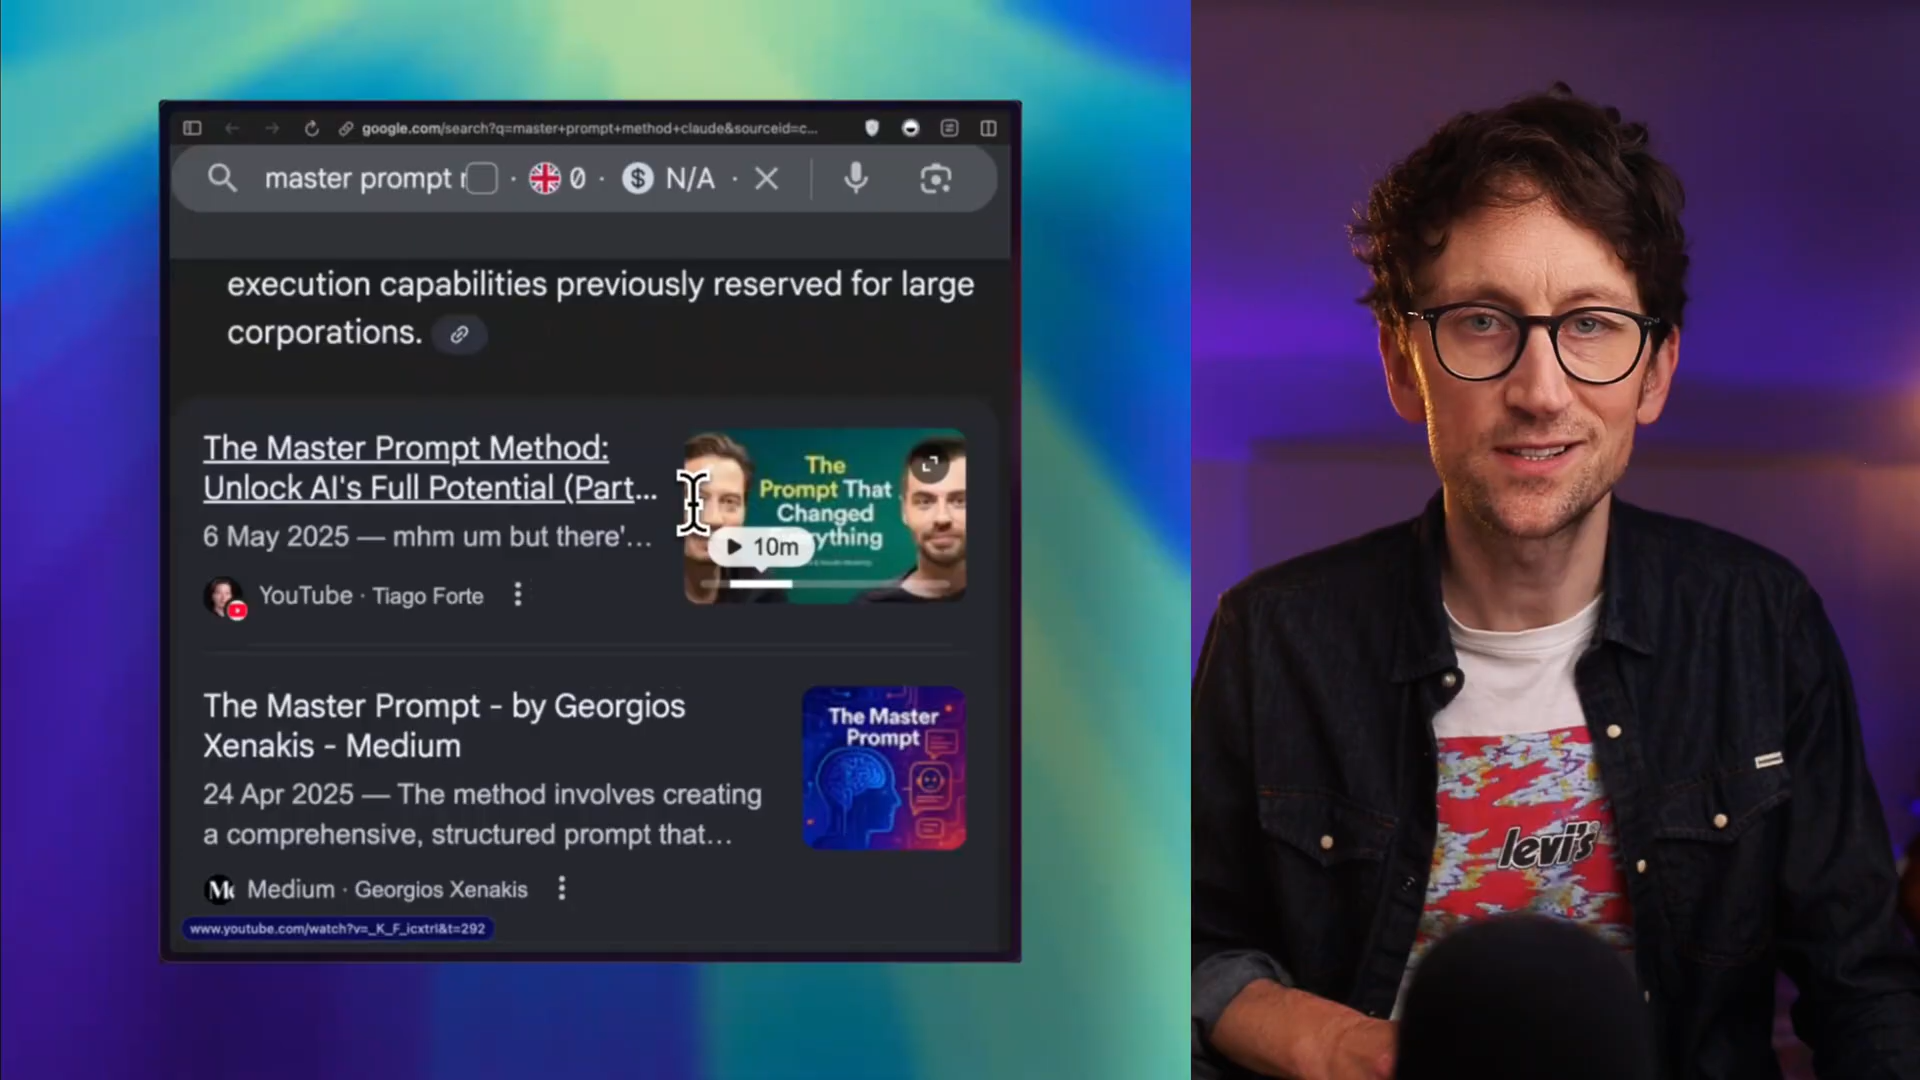 google.com/search?q=master+prompt+method+claude&sourceid=c...
master prompt
0
$
N/A
execution capabilities previously reserved for large
corporations.
The Master Prompt Method:
Unlock AI's Full Potential (Part...
6 May 2025 — mhm um but there'...
YouTube · Tiago Forte
The
Prompt That
Changed
ything
10m
The Master Prompt - by Georgios
Xenakis - Medium
24 Apr 2025 — The method involves creating
a comprehensive, structured prompt that...
Medium · Georgios Xenakis
The Master
Prompt
www.youtube.com/watch?v=_K_F_icxtrI&t=292
levi's